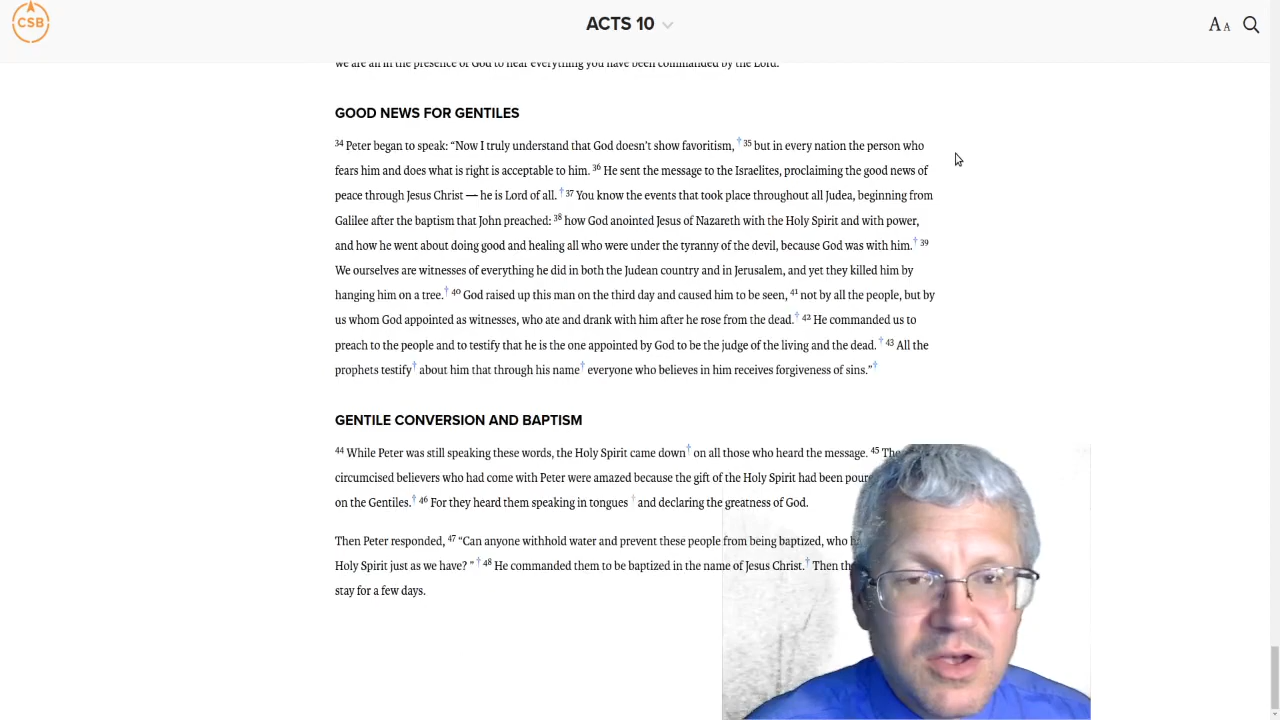 CSB
ACTS 10
AA
we are all in the presence of God to hear everything you have been commanded by the Lord."
GOOD NEWS FOR GENTILES
34 Peter began to speak: “Now I truly understand that God doesn’t show favoritism, † 35 but in every nation the person who
fears him and does what is right is acceptable to him. 36 He sent the message to the Israelites, proclaiming the good news of
peace through Jesus Christ — he is Lord of all. † 37 You know the events that took place throughout all Judea, beginning from
Galilee after the baptism that John preached: 38 how God anointed Jesus of Nazareth with the Holy Spirit and with power,
and how he went about doing good and healing all who were under the tyranny of the devil, because God was with him. † 39
We ourselves are witnesses of everything he did in both the Judean country and in Jerusalem, and yet they killed him by
hanging him on a tree. † 40 God raised up this man on the third day and caused him to be seen, 41 not by all the people, but by
us whom God appointed as witnesses, who ate and drank with him after he rose from the dead. † 42 He commanded us to
preach to the people and to testify that he is the one appointed by God to be the judge of the living and the dead. † 43 All the
prophets testify† about him that through his name† everyone who believes in him receives forgiveness of sins.”†
GENTILE CONVERSION AND BAPTISM
44 While Peter was still speaking these words, the Holy Spirit came down† on all those who heard the message. 45
circumcised believers who had come with Peter were amazed because the gift of the Holy Spirit had been
on the Gentiles. † 46 For they heard them speaking in tongues † and declaring the greatness of God.
Then Peter responded, 47 “Can anyone withhold water and prevent these people from being baptized, who
Holy Spirit just as we have? ” † 48 He commanded them to be baptized in the name of Jesus Christ. † Then
stay for a few days.